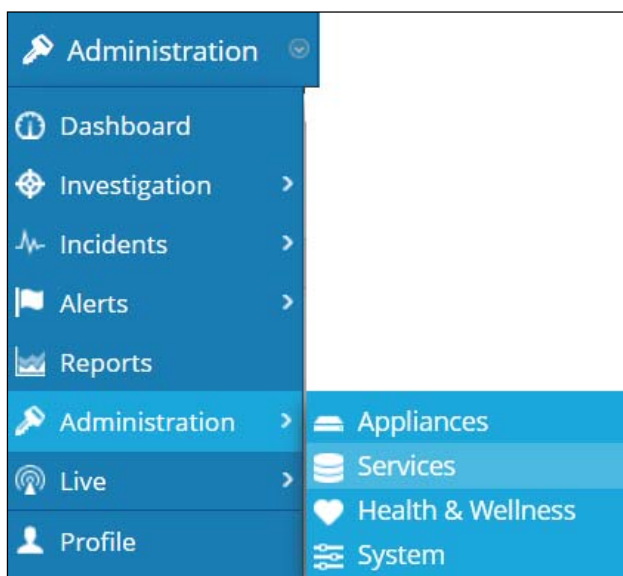 Administration
Dashboard
Investigation
Incidents
Alerts
Reports
Administration
Appliances
Services
Health & Wellness
System
Live
Profile